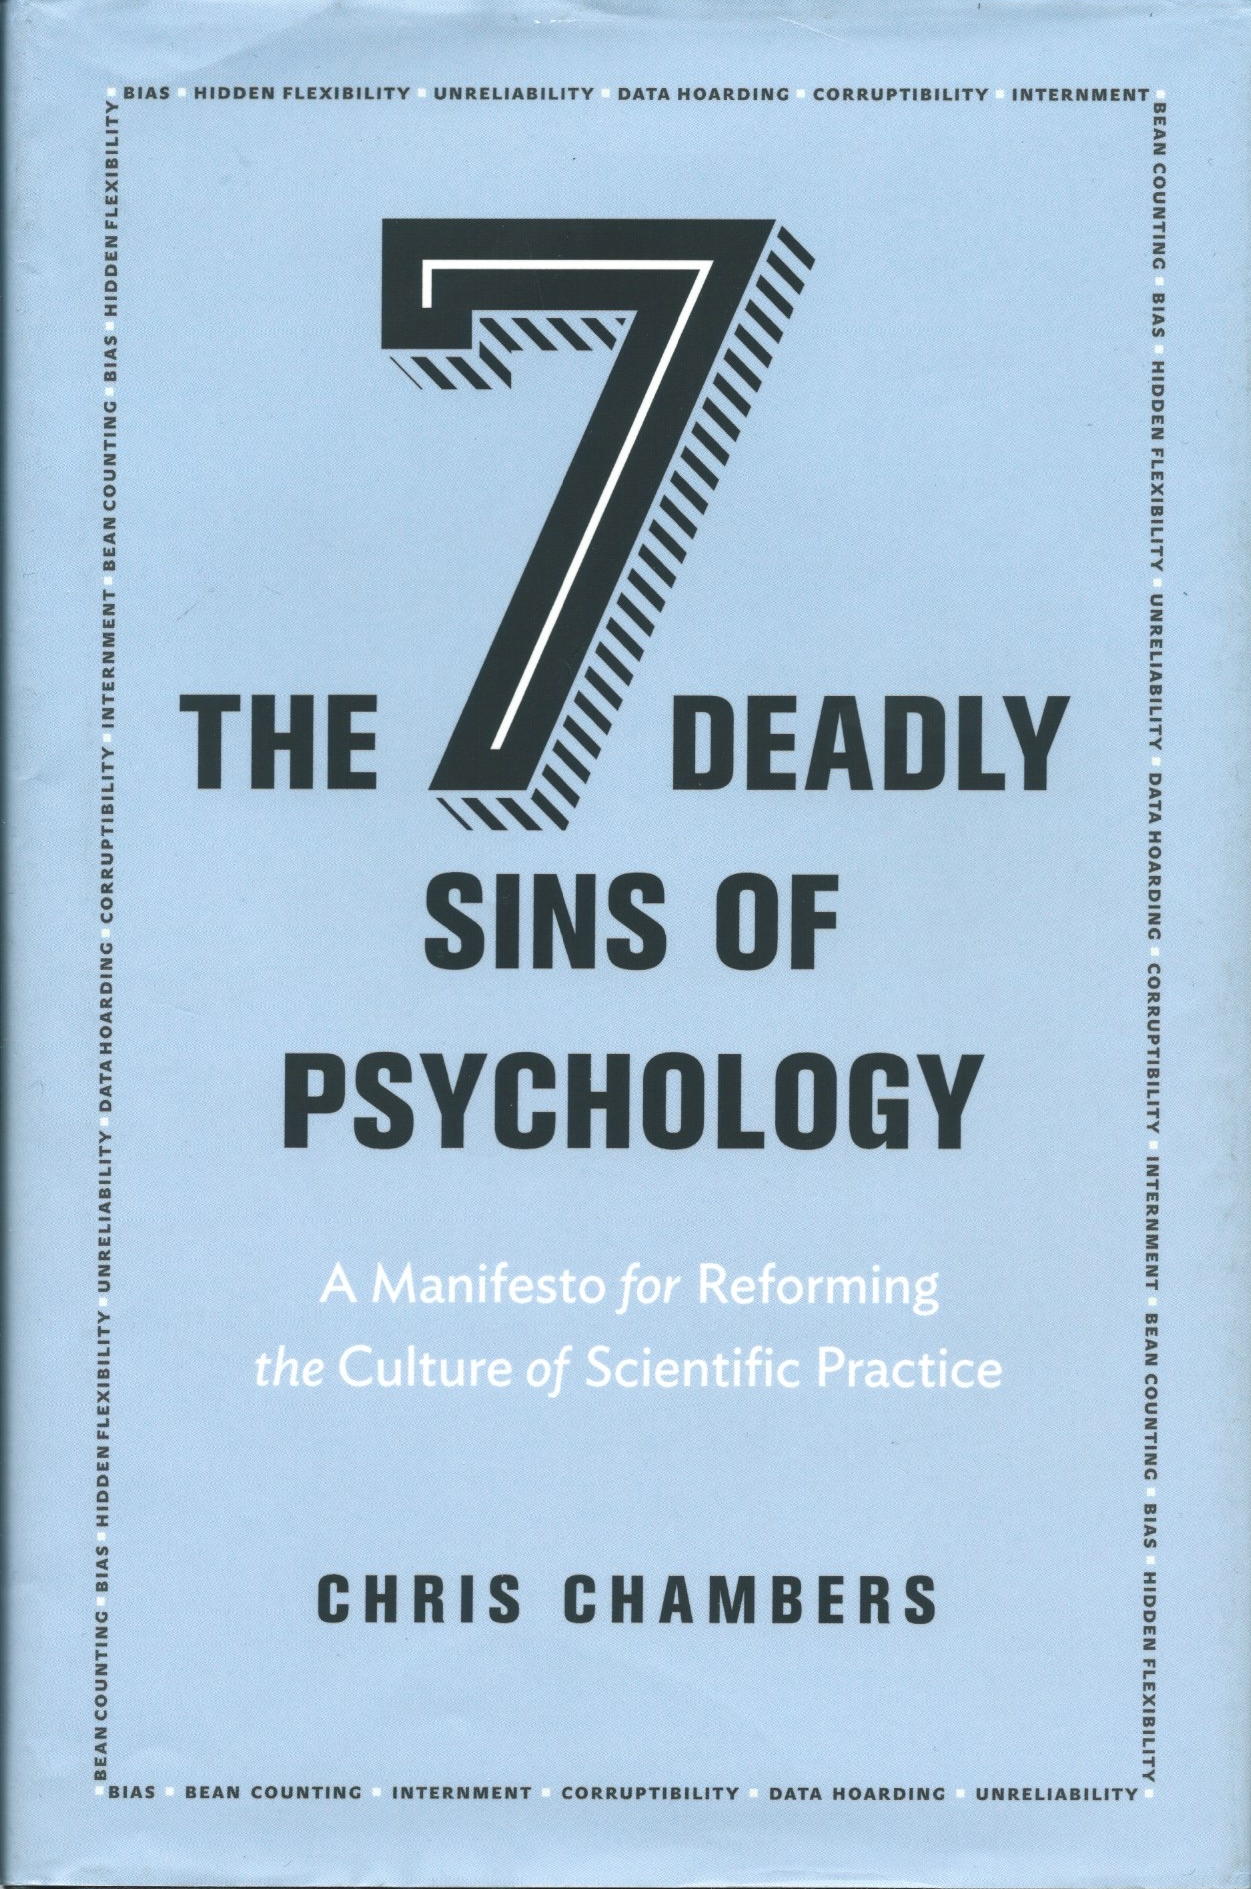 BIAS ▪ HIDDEN FLEXIBILITY ▪ UNRELIABILITY ▪ DATA HOARDING ▪ CORRUPTIBILITY ▪ INTERNMENT
BEAN COUNTING ▪ BIAS ▪ HIDDEN FLEXIBILITY ▪ UNRELIABILITY ▪ DATA HOARDING ▪ CORRUPTIBILITY ▪ INTERNMENT ▪ BEAN COUNTING ▪ BIAS ▪ HIDDEN FLEXIBILITY
THE 7 DEADLY
SINS OF
PSYCHOLOGY
A Manifesto for Reforming
the Culture of Scientific Practice
CHRIS CHAMBERS
BEAN COUNTING ▪ BIAS ▪ HIDDEN FLEXIBILITY ▪ UNRELIABILITY ▪ DATA HOARDING ▪ CORRUPTIBILITY ▪ INTERNMENT ▪ BEAN COUNTING ▪ BIAS ▪ HIDDEN FLEXIBILITY
BIAS ▪ BEAN COUNTING ▪ INTERNMENT ▪ CORRUPTIBILITY ▪ DATA HOARDING ▪ UNRELIABILITY